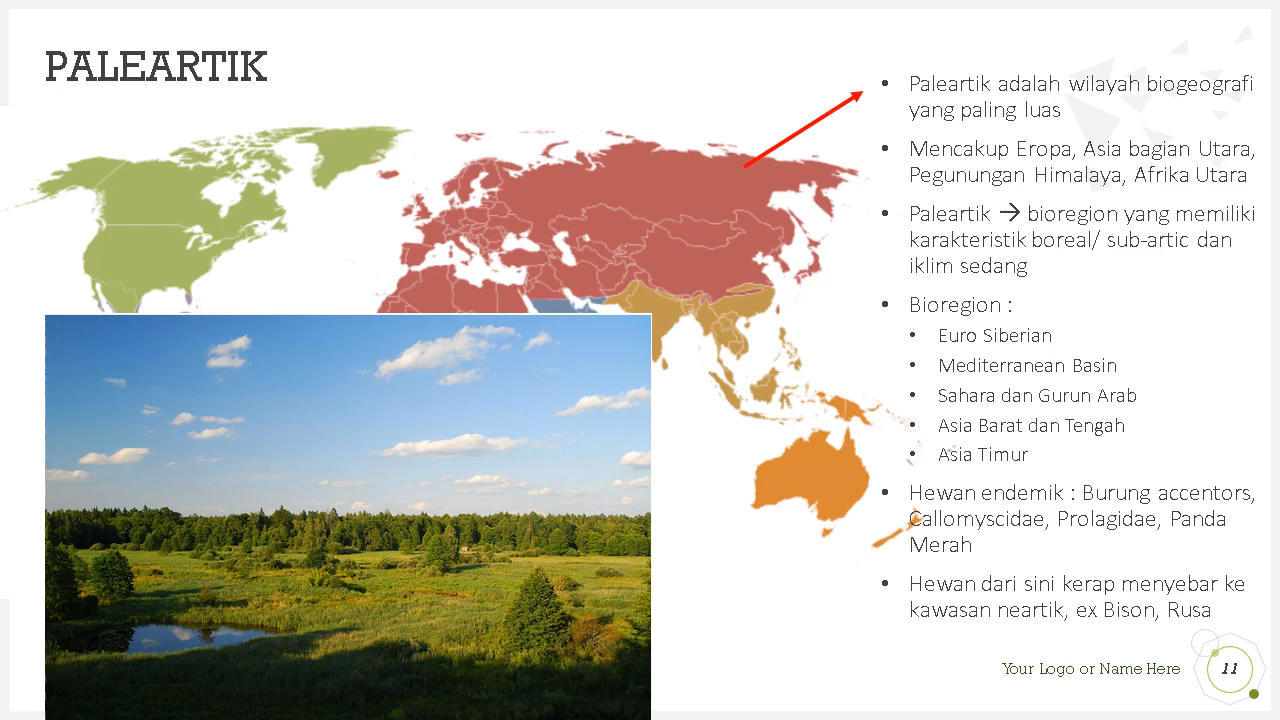 PALEARTIK
• Paleartik adalah wilayah biogeografi
yang paling luas
• Mencakup Eropa, Asia bagian Utara,
Pegunungan Himalaya, Afrika Utara
• Paleartik → bioregion yang memiliki
karakteristik boreal/ sub-artic dan
iklim sedang
• Bioregion :
• Euro Siberian
• Mediterranean Basin
• Sahara dan Gurun Arab
• Asia Barat dan Tengah
• Asia Timur
• Hewan endemik : Burung accentors,
Callomyscidae, Prolagidae, Panda
Merah
• Hewan dari sini kerap menyebar ke
kawasan neartik, ex Bison, Rusa
Your Logo or Name Here
11